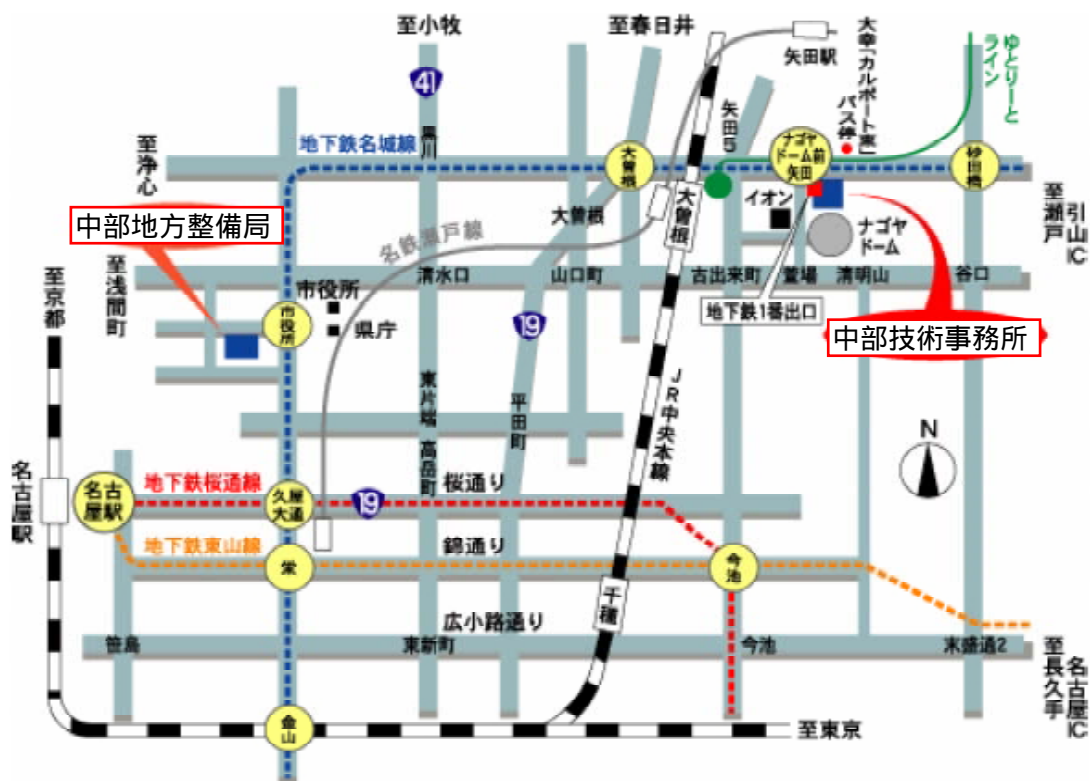 至小牧
至春日井
矢田駅
大幸「カルポート東」
バス停
ゆとりーと
ライン
41
黒川
矢田5
地下鉄名城線
大曽根
ナゴヤ
ドーム前
矢田
砂田橋
至浄心
大曽根
大曽根
イオン
ナゴヤ
ドーム
至瀬戸
引山IC
中部地方整備局
名鉄瀬戸線
至京都
至浅間町
清水口
山口町
古出来町
萱場
清明山
谷口
市役所
市役所
県庁
19
地下鉄1番出口
中部技術事務所
東片端
平田町
JR中央本線
高岳町
N
名古屋駅
名古
屋駅
地下鉄桜通線
久屋
大通
19
桜通り
地下鉄東山線
栄
錦通り
今池
千種
広小路通り
笹島
東新町
今池
末盛通2
至長久手
名古屋IC
金山
至東京